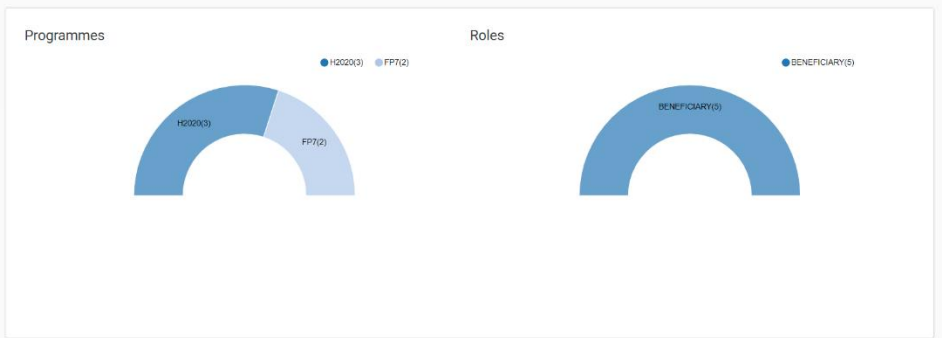 Programmes
H2020(3) FP7(2)
H2020(3)
FP7(2)
Roles
BENEFICIARY(5)
BENEFICIARY(5)